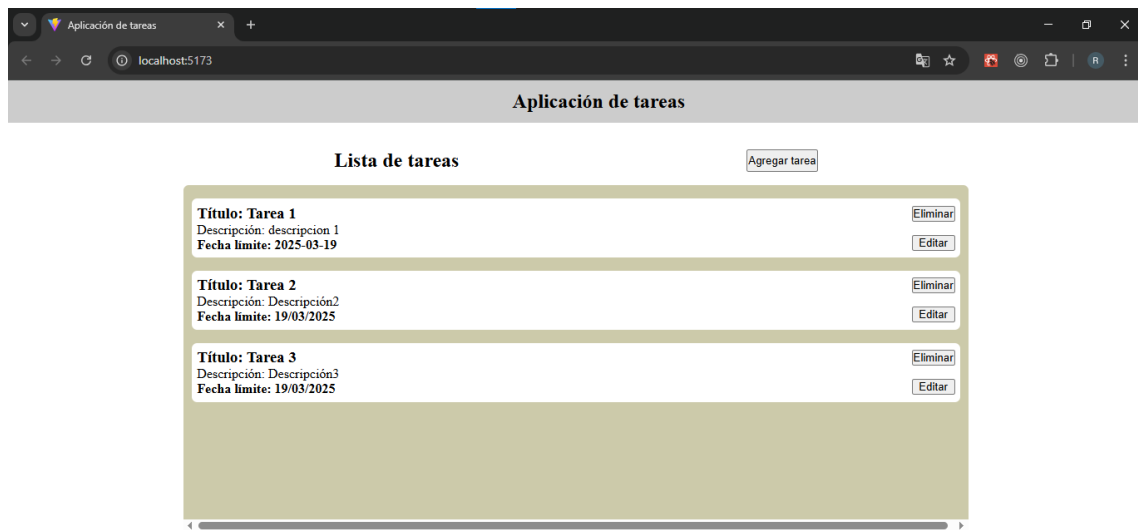 Aplicación de tareas
localhost:5173
R
Aplicación de tareas
Lista de tareas
Agregar tarea
Título: Tarea 1
Eliminar
Descripción: descripcion 1
Fecha límite: 2025-03-19
Editar
Título: Tarea 2
Eliminar
Descripción: Descripción2
Fecha límite: 19/03/2025
Editar
Título: Tarea 3
Eliminar
Descripción: Descripción3
Fecha límite: 19/03/2025
Editar